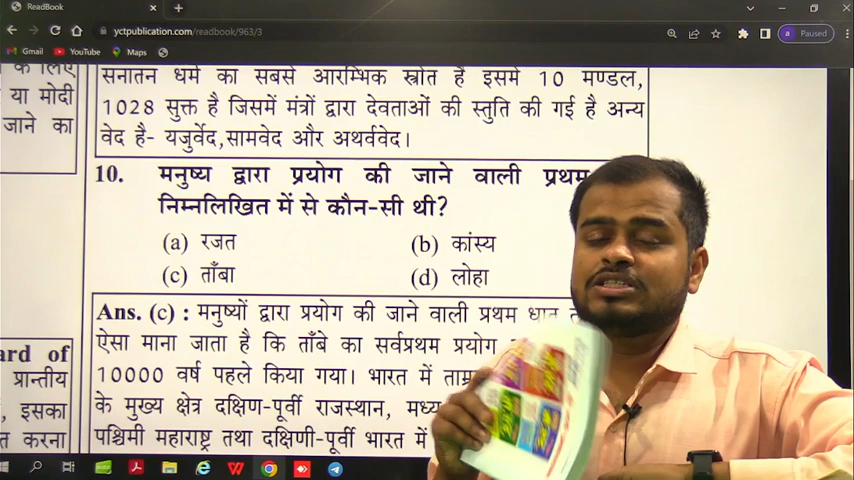 ReadBook
yctpublication.com/readbook/963/3
Paused
Gmail
YouTube
Maps
के लिए
या मोदी
जाने का
सनातन धर्म का सबसे आरम्भिक स्त्रोत है इसमें 10 मण्डल,
1028 सुक्त है जिसमें मंत्रों द्वारा देवताओं की स्तुति की गई है अन्य
वेद है- यजुर्वेद,सामवेद और अथर्ववेद।
10. मनुष्य द्वारा प्रयोग की जाने वाली प्रथम
निम्नलिखित में से कौन-सी थी?
(a) रजत (b) कांस्य
(c) ताँबा (d) लोहा
Ans. (c) : मनुष्यों द्वारा प्रयोग की जाने वाली प्रथम धातु
ऐसा माना जाता है कि ताँबे का सर्वप्रथम प्रयोग
10000 वर्ष पहले किया गया। भारत में
के मुख्य क्षेत्र दक्षिण-पूर्वी राजस्थान, मध्य
पश्चिमी महाराष्ट्र तथा दक्षिणी-पूर्वी भारत में
ard of
प्रान्तीय
इसका
करना